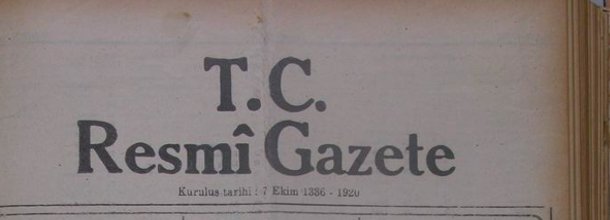 T.C.
Resmî Gazete
Kuruluş tarihi : 7 Ekim 1336 - 1920